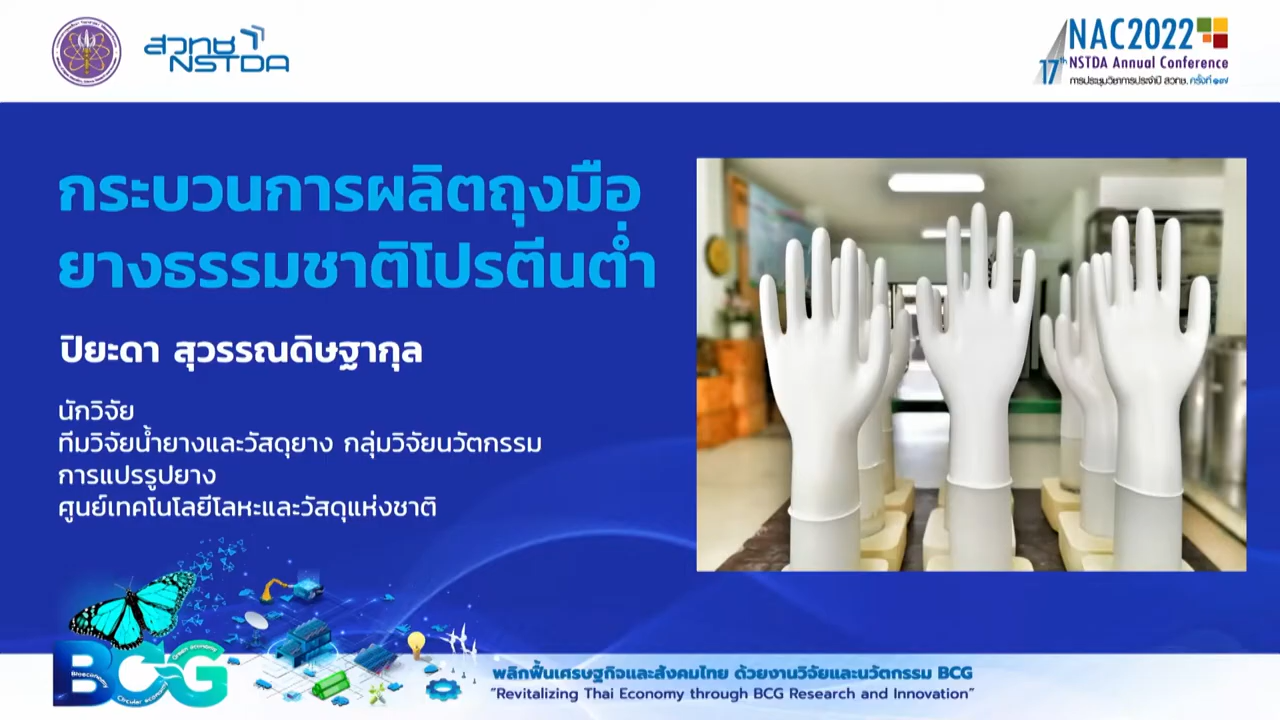 สวทช
NSTDA
NAC2022
17th NSTDA Annual Conference
การประชุมวิชาการประจำปี สวทช. ครั้งที่ ๑๗
กระบวนการผลิตถุงมือ
ยางธรรมชาติโปรตีนต่ำ
ปิยะดา สุวรรณดิษฐากุล
นักวิจัย
ทีมวิจัยน้ำยางและวัสดุยาง กลุ่มวิจัยนวัตกรรม
การแปรรูปยาง
ศูนย์เทคโนโลยีโลหะและวัสดุแห่งชาติ
BCG
Bioeconomy
Circular economy
Green economy
พลิกฟื้นเศรษฐกิจและสังคมไทย ด้วยงานวิจัยและนวัตกรรม BCG
"Revitalizing Thai Economy through BCG Research and Innovation"